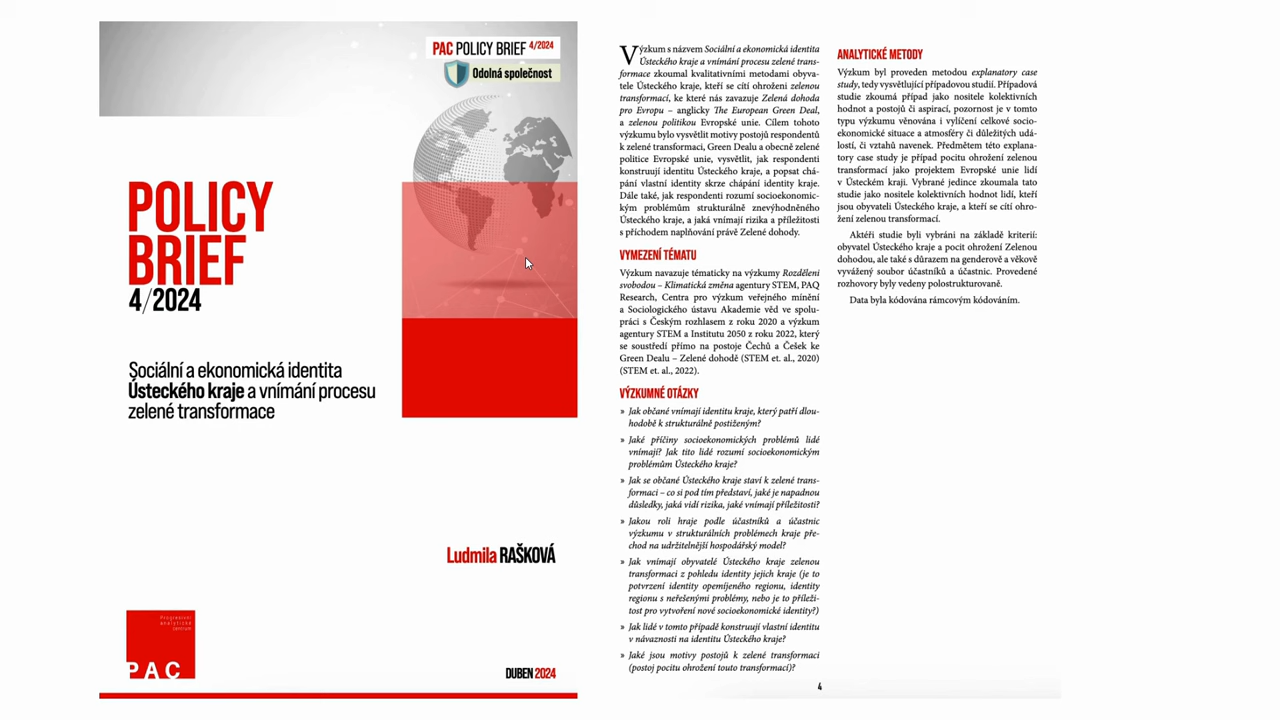 PAC POLICY BRIEF 4/2024
Odolná společnost
POLICY
BRIEF
4/2024
Sociální a ekonomická identita
Ústeckého kraje a vnímání procesu
zelené transformace
Ludmila RAŠKOVÁ
Progresivní
analytické
centrum
PAC
DUBEN 2024
Výzkum s názvem Sociální a ekonomická identita
Ústeckého kraje a vnímání procesu zelené trans-
formace zkoumal kvalitativními metodami obyva-
tele Ústeckého kraje, kteří se cítí ohroženi zelenou
transformací, ke které nás zavazuje Zelená dohoda
pro Evropu – anglicky The European Green Deal,
a zelenou politikou Evropské unie. Cílem tohoto
výzkumu bylo vysvětlit motivy postojů respondentů
k zelené transformaci, Green Dealu a obecně zelené
politice Evropské unie, vysvětlit, jak respondenti
konstruují identitu Ústeckého kraje, a popsat chá-
pání vlastní identity skrze chápání identity kraje.
Dále také, jak respondenti rozumí socioekonomic-
kým problémům strukturálně znevýhodněného
Ústeckého kraje, a jaká vnímají rizika a příležitosti
s příchodem naplňování právě Zelené dohody.
VYMEZENÍ TÉMATU
Výzkum navazuje tématicky na výzkumy Rozděleni
svobodou – Klimatická změna agentury STEM, PAQ
Research, Centra pro výzkum veřejného mínění
a Sociologického ústavu Akademie věd ve spolu-
práci s Českým rozhlasem z roku 2020 a výzkum
agentury STEM a Institutu 2050 z roku 2022, který
se soustředí přímo na postoje Čechů a Češek ke
Green Dealu – Zelené dohodě (STEM et. al., 2020)
(STEM et. al., 2022).
VÝZKUMNÉ OTÁZKY
» Jak občané vnímají identitu kraje, který patří dlou-
hodobě k strukturálně postiženým?
» Jaké příčiny socioekonomických problémů lidé
vnímají? Jak tito lidé rozumí socioekonomickým
problémům Ústeckého kraje?
» Jak se občané Ústeckého kraje staví k zelené trans-
formaci – co si pod tím představí, jaké je napadnou
důsledky, jaká vidí rizika, jaké vnímají příležitosti?
» Jakou roli hraje podle účastníků a účastnic
výzkumu v strukturálních problémech kraje pře-
chod na udržitelnější hospodářský model?
» Jak vnímají obyvatelé Ústeckého kraje zelenou
transformaci z pohledu identity jejich kraje (je to
potvrzení identity opemíjeného regionu, identity
regionu s neřešenými problémy, nebo je to příleži-
tost pro vytvoření nové socioekonomické identity?)
» Jak lidé v tomto případě konstruují vlastní identitu
v návaznosti na identitu Ústeckého kraje?
» Jaké jsou motivy postojů k zelené transformaci
(postoj pocitu ohrožení touto transformací)?
ANALYTICKÉ METODY
Výzkum byl proveden metodou explanatory case
study, tedy vysvětlující případovou studií. Případová
studie zkoumá případ jako nositele kolektivních
hodnot a postojů či aspirací, pozornost je v tomto
typu výzkumu věnována i vylíčení celkové socio-
ekonomické situace a atmosféry či důležitých udá-
lostí, či vztahů navenek. Předmětem této explana-
tory case study je případ pocitu ohrožení zelenou
transformací jako projektem Evropské unie lidí
v Ústeckém kraji. Vybrané jedince zkoumala tato
studie jako nositele kolektivních hodnot lidí, kteří
jsou obyvateli Ústeckého kraje, a kteří se cítí ohro-
žení zelenou transformací.
Aktéři studie byli vybráni na základě kriterií:
obyvatel Ústeckého kraje a pocit ohrožení Zelenou
dohodou, ale také s důrazem na genderově a věkově
vyvážený soubor účastníků a účastnic. Provedené
rozhovory byly vedeny polostrukturovaně.
Data byla kódována rámcovým kódováním.
4